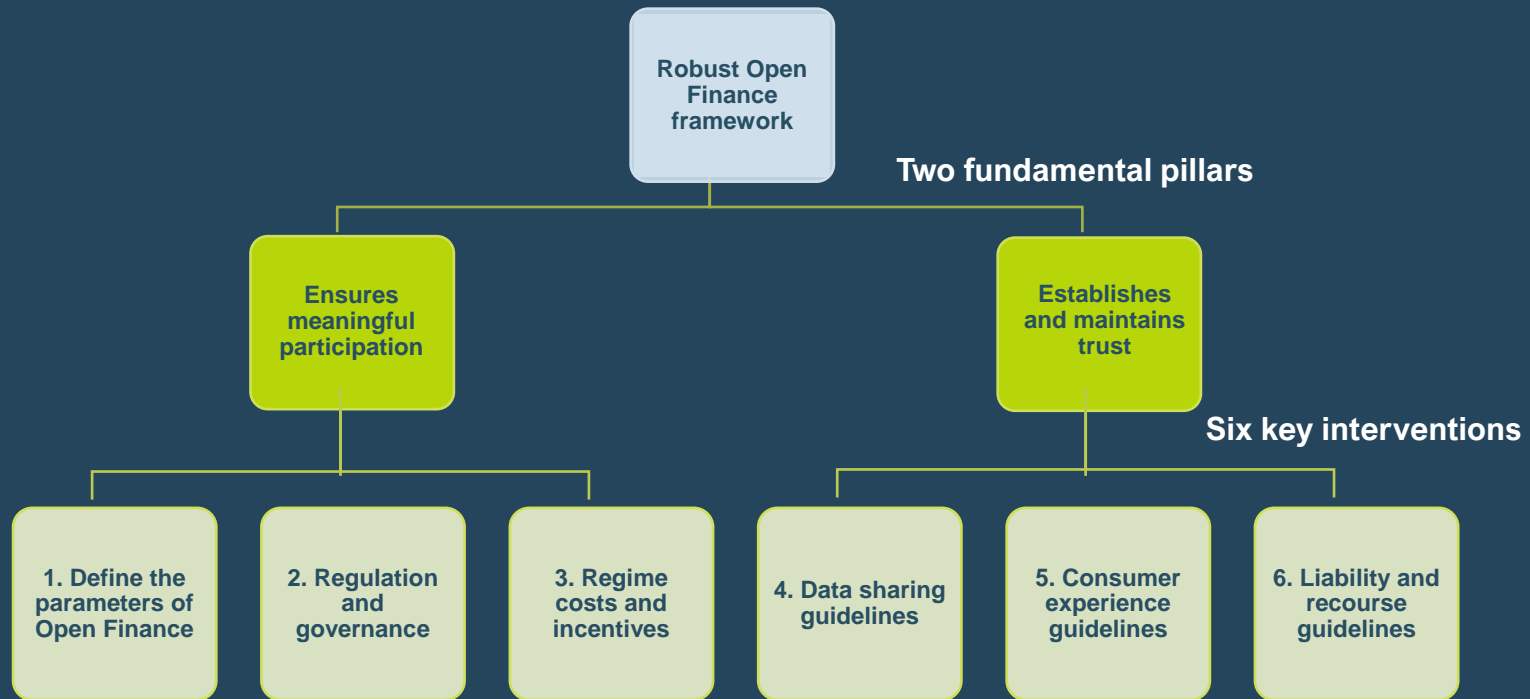 Robust Open
Finance
framework
Two fundamental pillars
Ensures
meaningful
participation
Establishes
and maintains
trust
Six key interventions
1. Define the
parameters of
Open Finance
2. Regulation
and
governance
3. Regime
costs and
incentives
4. Data sharing
guidelines
5. Consumer
experience
guidelines
6. Liability and
recourse
guidelines